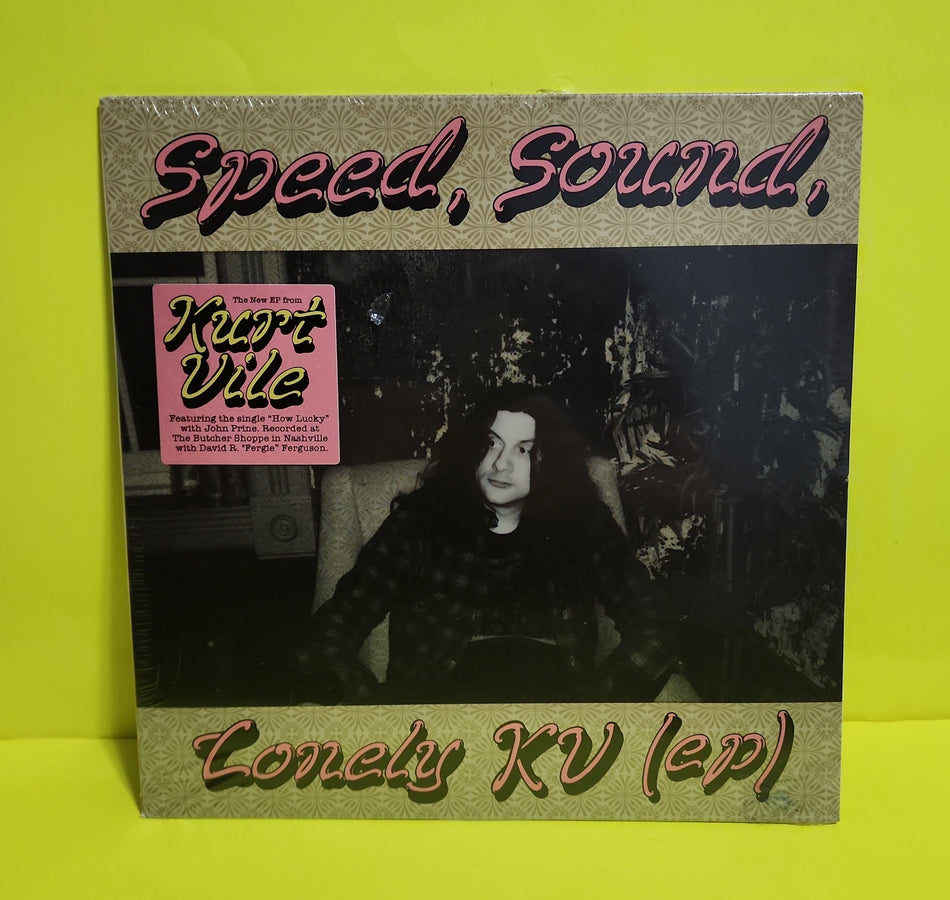 Speed, Sound,
The New EP from
Kurt
Vile
Featuring the single "How Lucky"
with John Prine. Recorded at
The Butcher Shoppe in Nashville
with David R. "Fergie" Ferguson.
Lonely KV (ep)